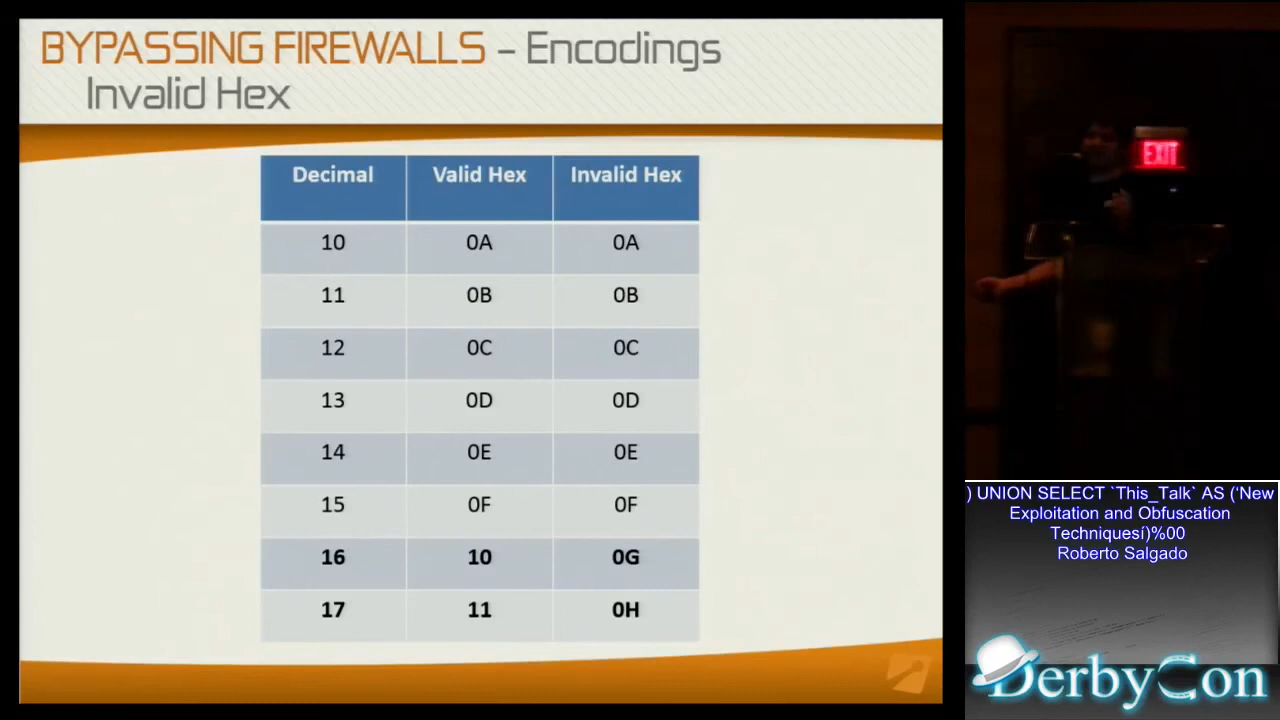 BYPASSING FIREWALLS – Encodings
Invalid Hex
Decimal Valid Hex Invalid Hex
10 0A 0A
11 0B 0B
12 0C 0C
13 0D 0D
14 0E 0E
15 0F 0F
16 10 0G
17 11 0H
EXIT
) UNION SELECT `This_Talk` AS (‘New
Exploitation and Obfuscation
Techniquesí)%00
Roberto Salgado
DerbyCon